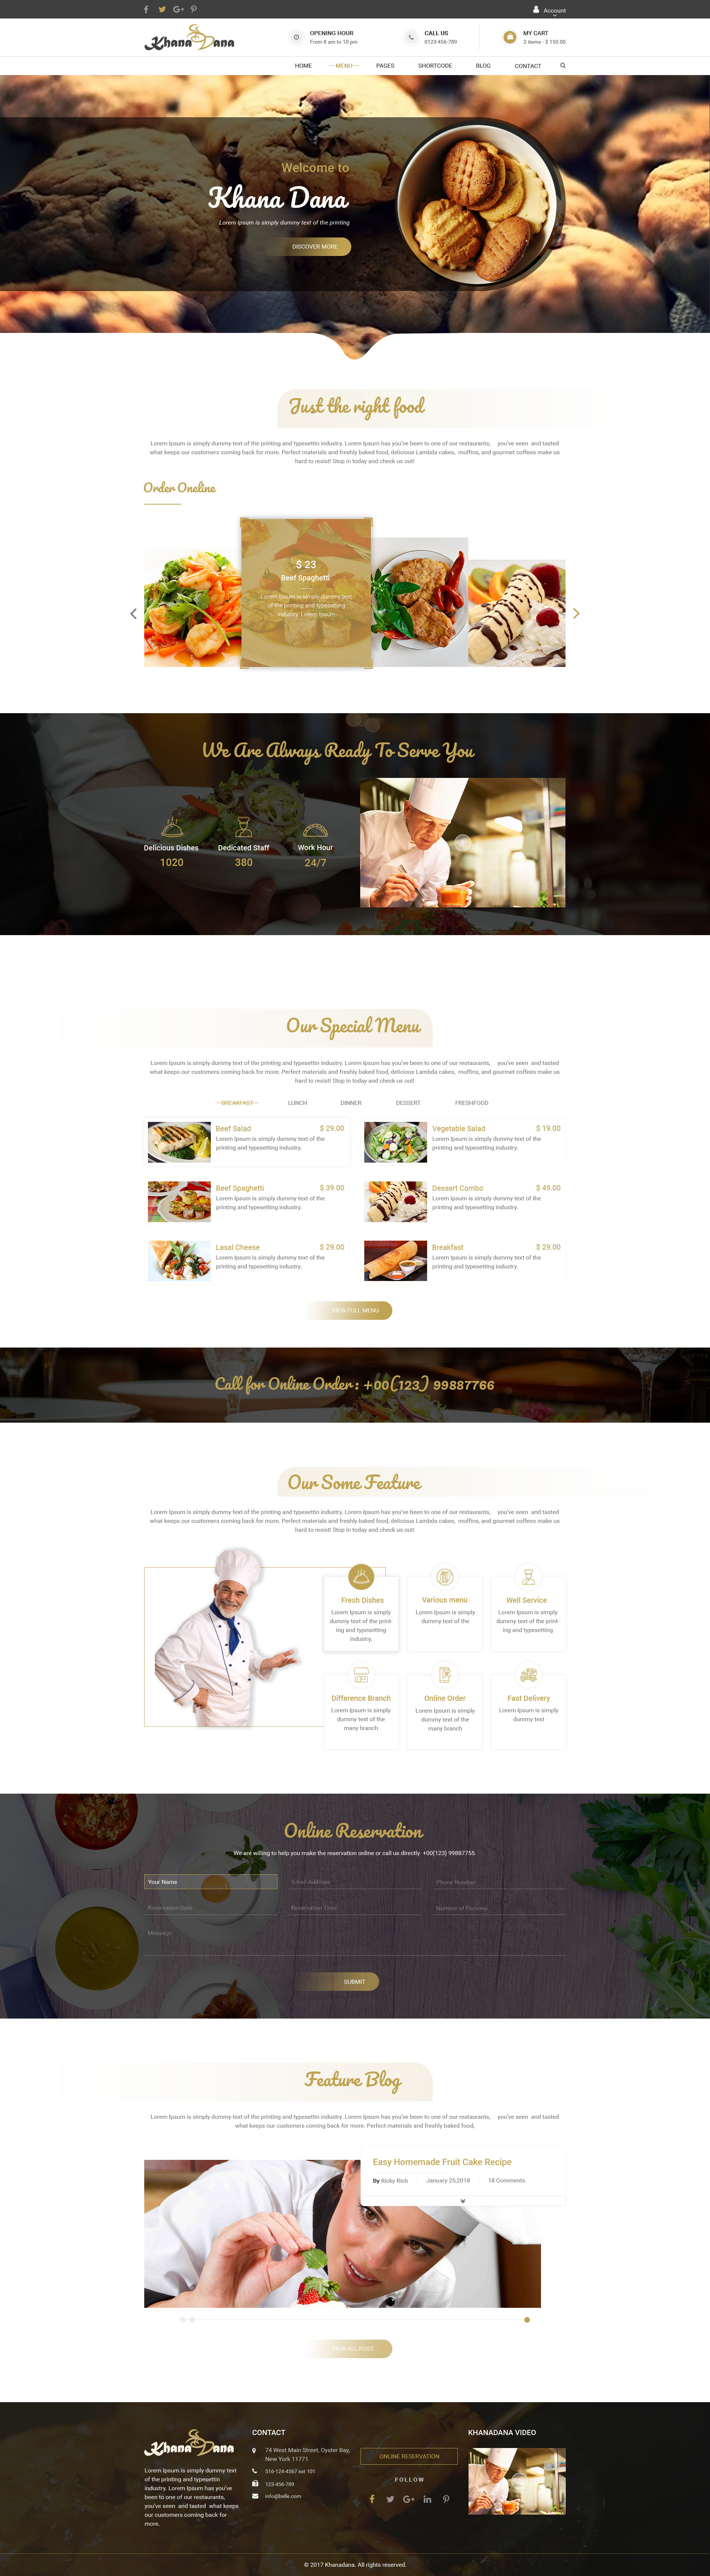 Account
Khana Dana
OPENING HOUR
From 8 am to 10 pm
CALL US
0123-456-789
MY CART
2 items - $ 150.00
HOME
MENU
PAGES
SHORTCODE
BLOG
CONTACT
Welcome to
Khana Dana
Lorem Ipsum is simply dummy text of the printing
DISCOVER MORE
Just the right food
Lorem Ipsum is simply dummy text of the printing and typesettin industry. Lorem Ipsum has you've been to one of our restaurants, you've seen and tasted
what keeps our customers coming back for more. Perfect materials and freshly baked food, delicious Lambda cakes, muffins, and gourmet coffees make us
hard to resist! Stop in today and check us out!
Order Oneline
$ 23
Beef Spaghetti
Lorem Ipsum is simply dummy text
of the printing and typesetting
industry. Lorem Ipsum
We Are Always Ready To Serve You
Delicious Dishes
1020
Dedicated Staff
380
Work Hour
24/7
Our Special Menu
Lorem Ipsum is simply dummy text of the printing and typesettin industry. Lorem Ipsum has you've been to one of our restaurants, you've seen and tasted
what keeps our customers coming back for more. Perfect materials and freshly baked food, delicious Lambda cakes, muffins, and gourmet coffees make us
hard to resist! Stop in today and check us out!
BREAKFAST
LUNCH
DINNER
DESSERT
FRESHFOOD
Beef Salad $ 29.00
Lorem Ipsum is simply dummy text of the
printing and typesetting industry.
Vegetable Salad $ 19.00
Lorem Ipsum is simply dummy text of the
printing and typesetting industry.
Beef Spaghetti $ 39.00
Lorem Ipsum is simply dummy text of the
printing and typesetting industry.
Dessert Combo $ 49.00
Lorem Ipsum is simply dummy text of the
printing and typesetting industry.
Lasal Cheese $ 29.00
Lorem Ipsum is simply dummy text of the
printing and typesetting industry.
Breakfast $ 29.00
Lorem Ipsum is simply dummy text of the
printing and typesetting industry.
VIEW FULL MENU
Call for Online Order : +00(123) 99887766
Our Some Feature
Lorem Ipsum is simply dummy text of the printing and typesettin industry. Lorem Ipsum has you've been to one of our restaurants, you've seen and tasted
what keeps our customers coming back for more. Perfect materials and freshly baked food, delicious Lambda cakes, muffins, and gourmet coffees make us
hard to resist! Stop in today and check us out!
Fresh Dishes
Lorem Ipsum is simply
dummy text of the print-
ing and typesetting
industry.
Various menu
Lorem Ipsum is simply
dummy text of the
Well Service
Lorem Ipsum is simply
dummy text of the print-
ing and typesetting
Difference Branch
Lorem Ipsum is simply
dummy text of the
many branch
Online Order
Lorem Ipsum is simply
dummy text of the
many branch
Fast Delivery
Lorem Ipsum is simply
dummy text
Online Reservation
We are willing to help you make the reservation online or call us directly +00(123) 99887755
Your Name
Email Address
Phone Number
Reservation Date
Reservation Time
Number of Persons
Message
SUBMIT
Feature Blog
Lorem Ipsum is simply dummy text of the printing and typesettin industry. Lorem Ipsum has you've been to one of our restaurants, you've seen and tasted
what keeps our customers coming back for more. Perfect materials and freshly baked food,
Easy Homemade Fruit Cake Recipe
By Ricky Rich
January 25,2018
18 Comments
VIEW ALL POST
Khana Dana
Lorem Ipsum is simply dummy text
of the printing and typesettin
industry. Lorem Ipsum has you've
been to one of our restaurants,
you've seen and tasted what keeps
our customers coming back for
more.
CONTACT
74 West Main Street, Oyster Bay,
New York 11771
516-124-4567 ext 101
123-456-789
info@belle.com
ONLINE RESERVATION
FOLLOW
KHANADANA VIDEO
© 2017 Khanadana. All rights reserved.